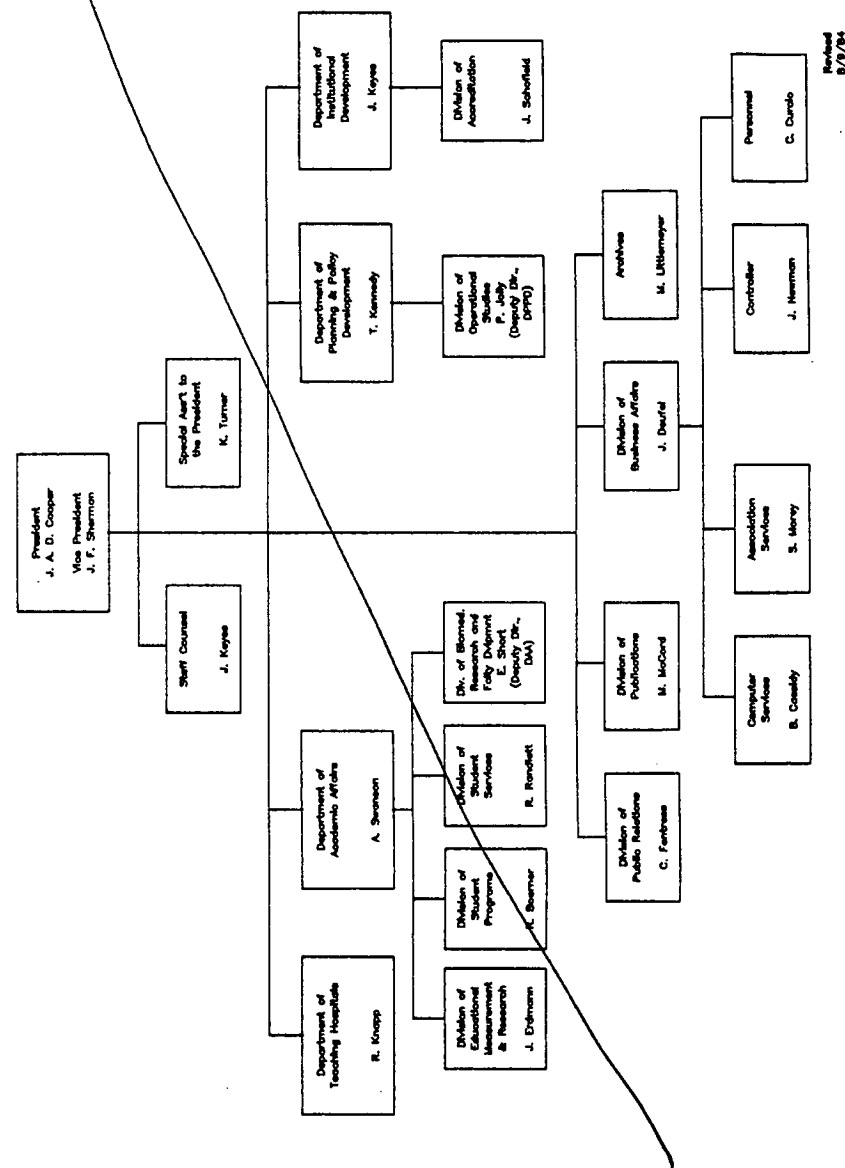 President
J. A. D. Cooper
Vice President
J. F. Sherman
Staff Counsel
J. Keyes
Special Ass't to
the President
K. Turner
Department of
Teaching Hospitals
R. Knapp
Department of
Academic Affairs
A. Swanson
Department of
Planning & Policy
Development
T. Kennedy
Department of
Institutional
Development
J. Keyes
Division of
Educational
Measurement
& Research
J. Erdmann
Division of
Student
Programs
R. Boerner
Division of
Student
Services
R. Randlett
Div. of Biomed.
Research and
Falty Dvlpmnt
E. Short
(Deputy Dir.,
DAA)
Division of
Operational
Studies
P. Jolly
(Deputy Dir.,
DPPD)
Division of
Accreditation
J. Schofield
Division of
Public Relations
C. Fentress
Division of
Publications
M. McCord
Division of
Business Affairs
J. Deufel
Archives
M. Littlemeyer
Computer
Services
B. Cassidy
Association
Services
S. Morey
Controller
J. Newman
Personnel
C. Curolo
Revised
8/9/84